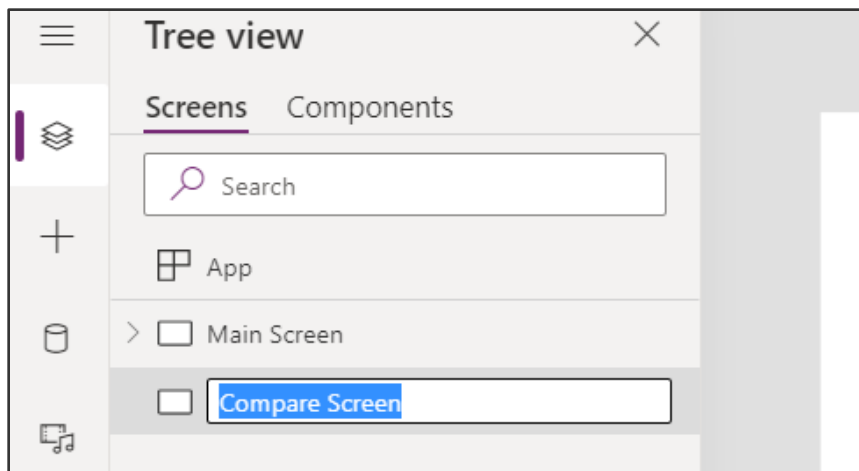 Tree view
Screens Components
Search
App
Main Screen
Compare Screen